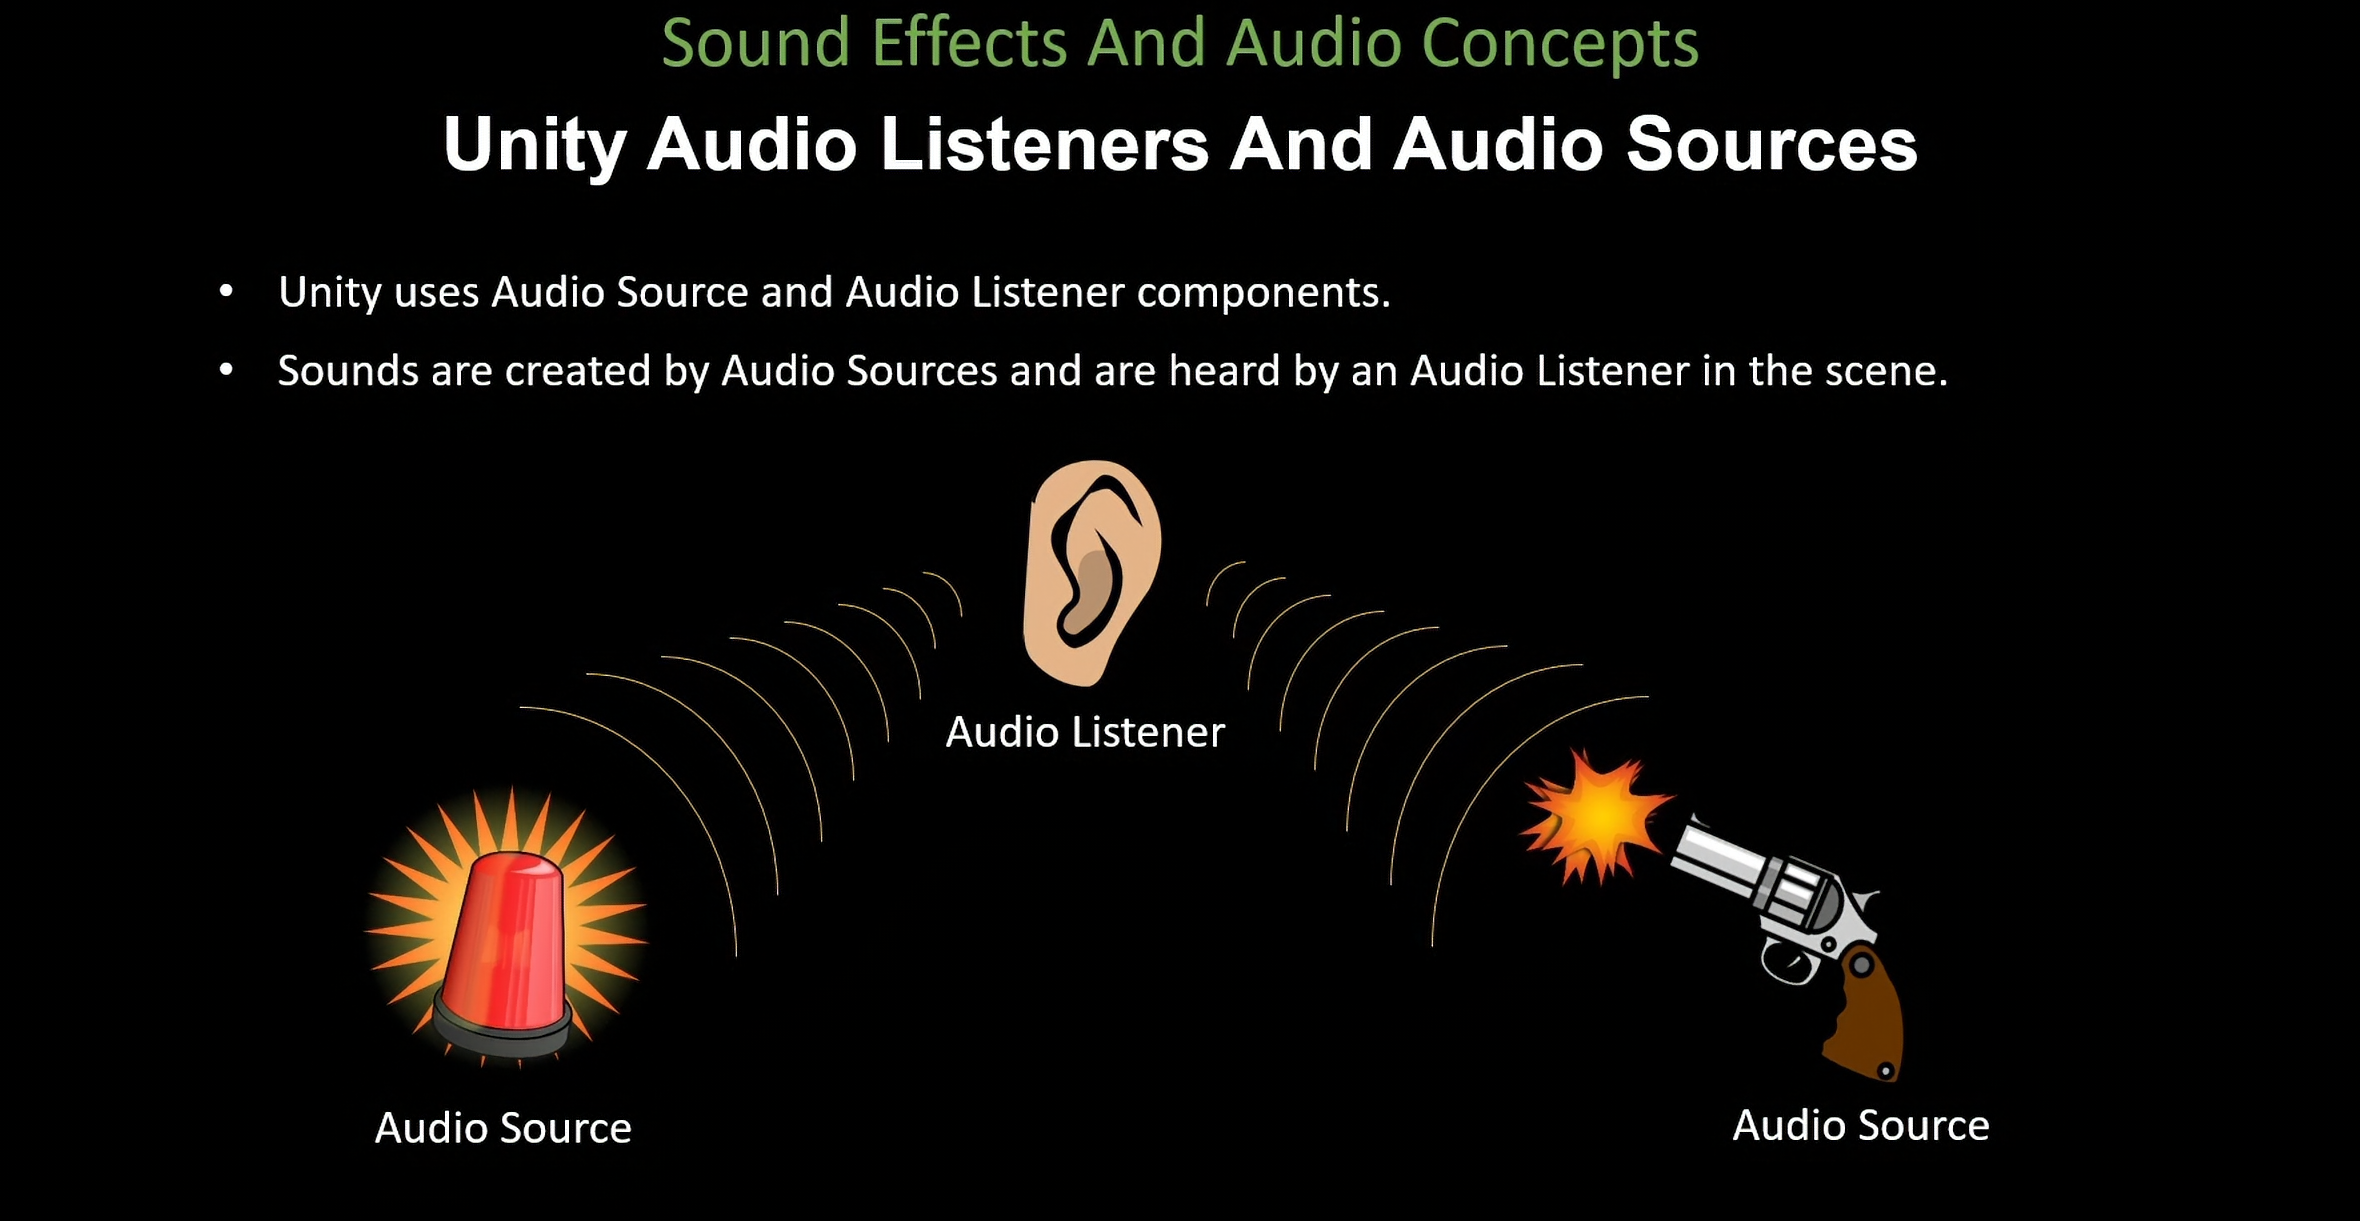 Sound Effects And Audio Concepts
Unity Audio Listeners And Audio Sources
• Unity uses Audio Source and Audio Listener components.
• Sounds are created by Audio Sources and are heard by an Audio Listener in the scene.
Audio Listener
Audio Source
Audio Source